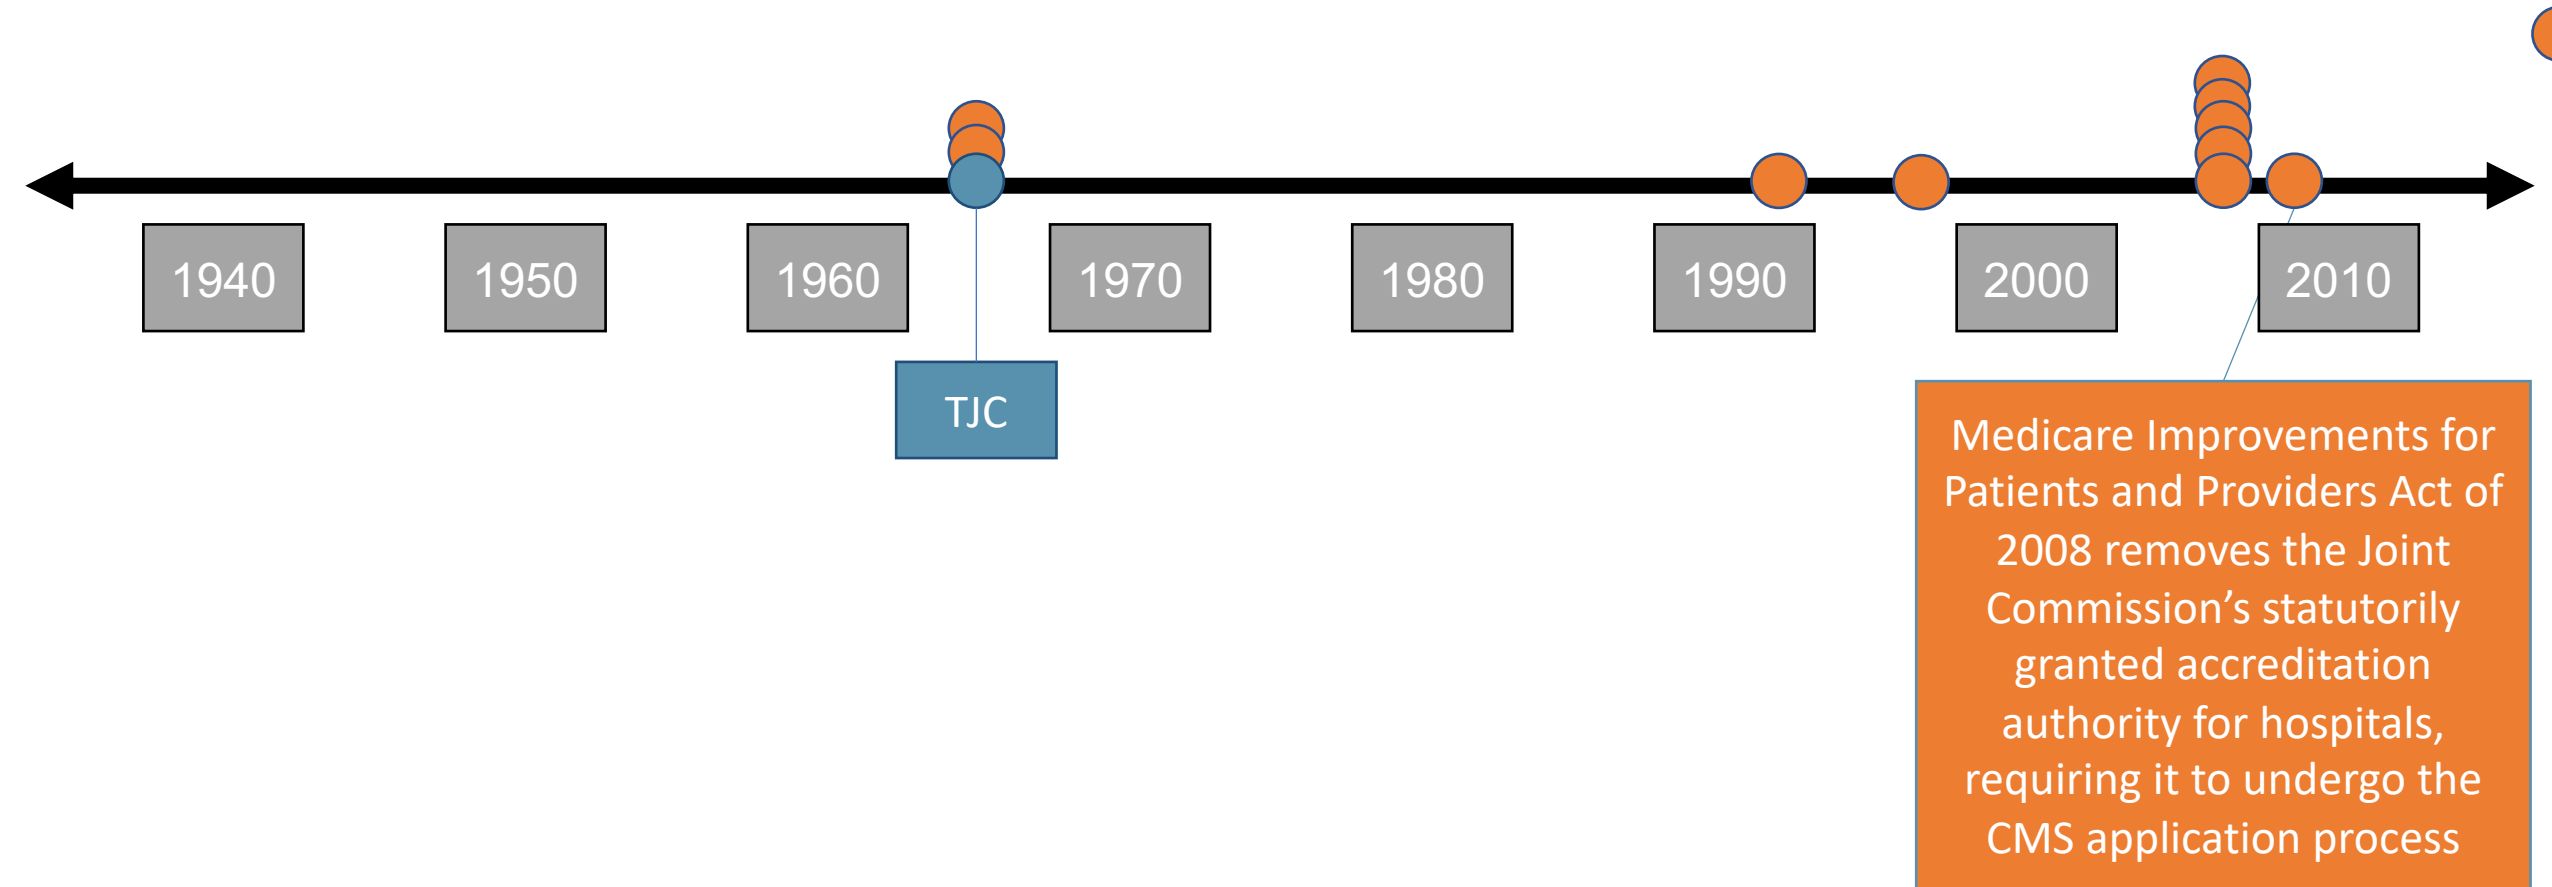 1940
1950
1960
1970
1980
1990
2000
2010
TJC
Medicare Improvements for
Patients and Providers Act of
2008 removes the Joint
Commission’s statutorily
granted accreditation
authority for hospitals,
requiring it to undergo the
CMS application process